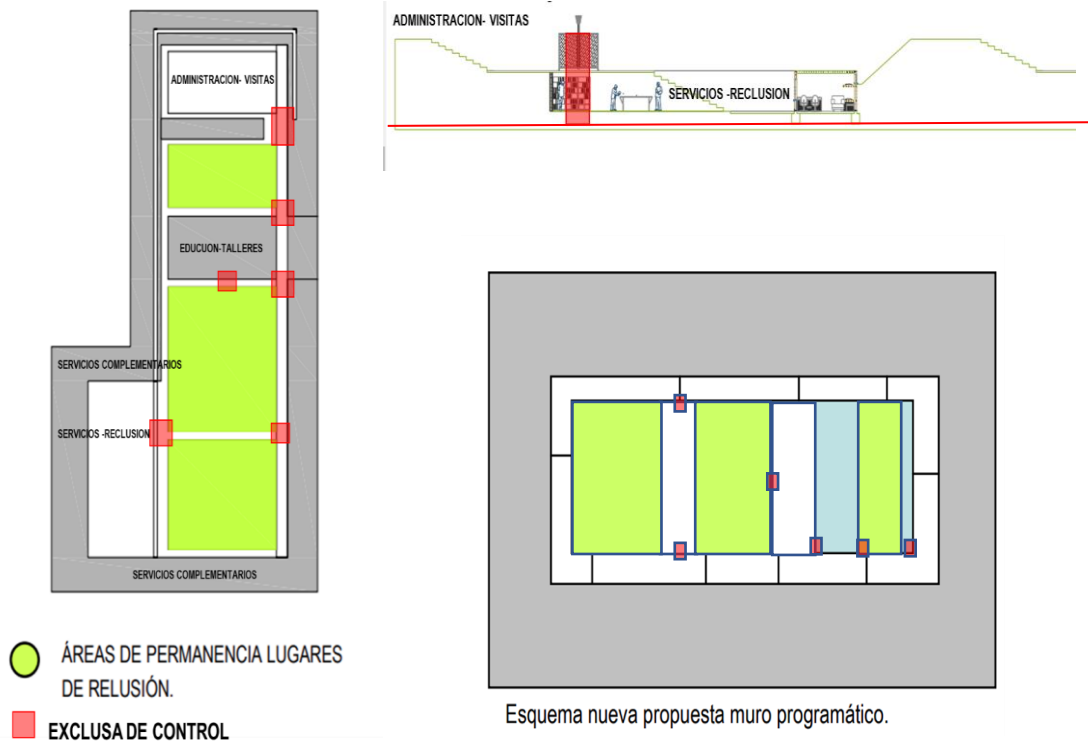 ADMINISTRACION- VISITAS
EDUCUON-TALLERES
SERVICIOS COMPLEMENTARIOS
SERVICIOS -RECLUSION
SERVICIOS COMPLEMENTARIOS
ÁREAS DE PERMANENCIA LUGARES
DE RELUSIÓN.
EXCLUSA DE CONTROL
ADMINISTRACION- VISITAS
SERVICIOS -RECLUSION
Esquema nueva propuesta muro programático.